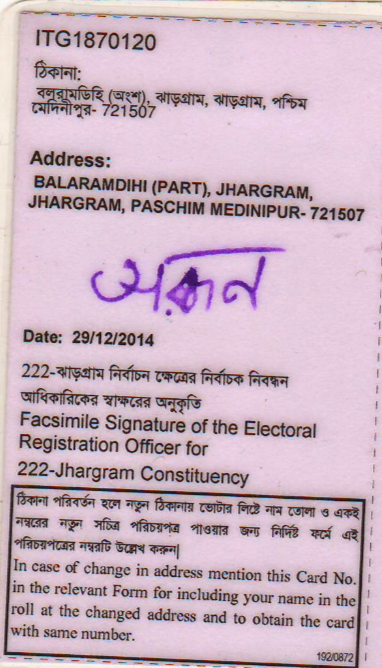 ITG1870120
ঠিকানা:
বলরামডিহি (অংশ), ঝাড়গ্রাম, ঝাড়গ্রাম, পশ্চিম
মেদিনীপুর- 721507
Address:
BALARAMDIHI (PART), JHARGRAM,
JHARGRAM, PASCHIM MEDINIPUR- 721507
Date: 29/12/2014
222-ঝাড়গ্রাম নির্বাচন ক্ষেত্রের নির্বাচক নিবন্ধন
আধিকারিকের স্বাক্ষরের অনুকৃতি
Facsimile Signature of the Electoral
Registration Officer for
222-Jhargram Constituency
ঠিকানা পরিবর্তন হলে নতুন ঠিকানায় ভোটার লিষ্টে নাম তোলা ও একই
নম্বরের নতুন সচিত্র পরিচয়পত্র পাওয়ার জন্য নির্দিষ্ট ফর্মে এই
পরিচয়পত্রের নম্বরটি উল্লেখ করুন|
In case of change in address mention this Card No.
in the relevant Form for including your name in the
roll at the changed address and to obtain the card
with same number.
192/0872